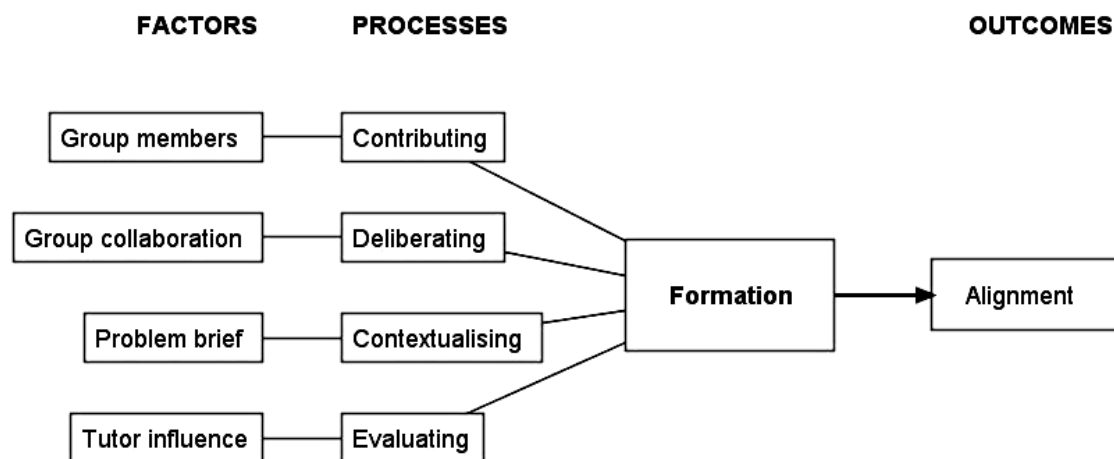 FACTORS PROCESSES OUTCOMES
Group members Contributing
Group collaboration Deliberating
Formation Alignment
Problem brief Contextualising
Tutor influence Evaluating